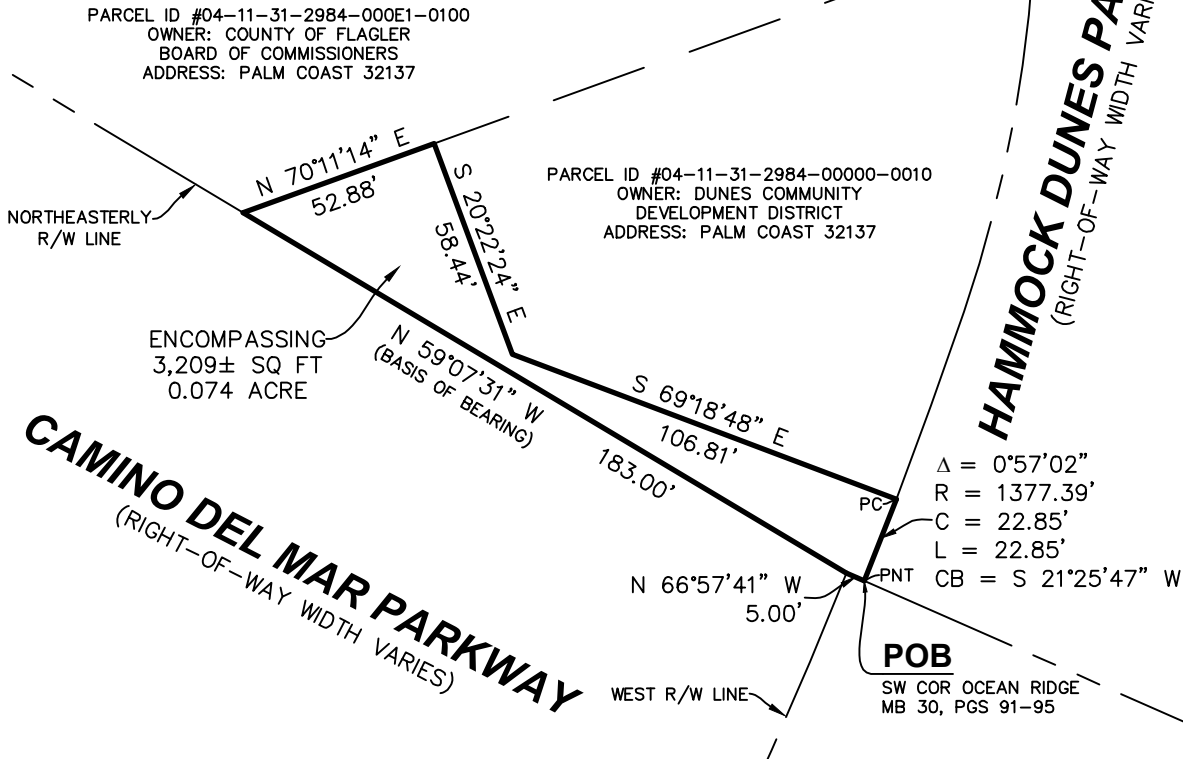 PARCEL ID #04-11-31-2984-000E1-0100
OWNER: COUNTY OF FLAGLER
BOARD OF COMMISSIONERS
ADDRESS: PALM COAST 32137
HAMMOCK DUNES PA
(RIGHT-OF-WAY WIDTH VARI
N 70°11'14" E
52.88'
S 20°22'24" E
58.44'
PARCEL ID #04-11-31-2984-00000-0010
OWNER: DUNES COMMUNITY
DEVELOPMENT DISTRICT
ADDRESS: PALM COAST 32137
NORTHEASTERLY
R/W LINE
ENCOMPASSING
3,209± SQ FT
0.074 ACRE
N 59°07'31" W
(BASIS OF BEARING)
183.00'
S 69°18'48" E
106.81'
CAMINO DEL MAR PARKWAY
(RIGHT-OF-WAY WIDTH VARIES)
PC
Δ = 0°57'02"
R = 1377.39'
C = 22.85'
L = 22.85'
CB = S 21°25'47" W
PNT
N 66°57'41" W
5.00'
POB
SW COR OCEAN RIDGE
MB 30, PGS 91-95
WEST R/W LINE